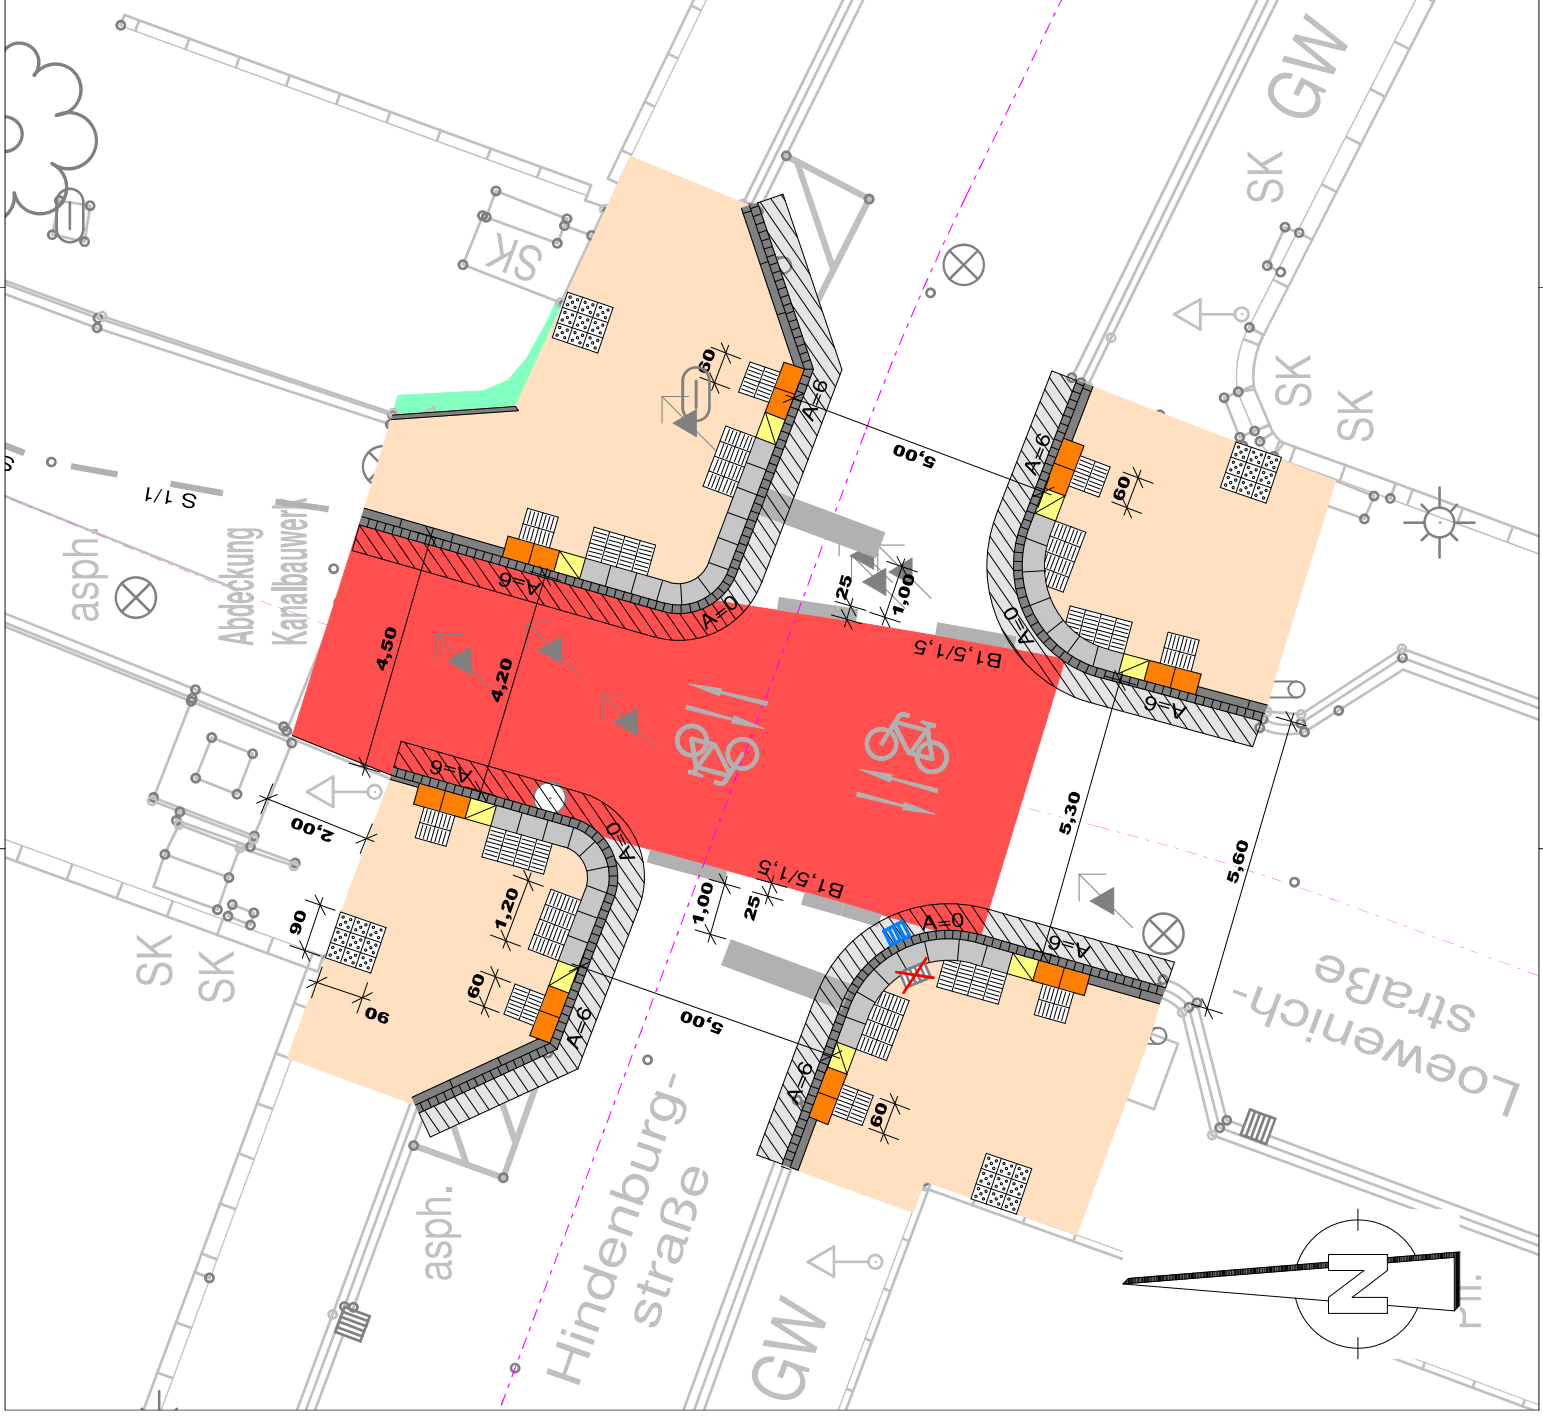 GW
SK
SK
60
A=6
SK
SK
5,00
A=6
60
S
S 1/1
asph.
Abdeckung
Kanalbauwerk
A=6
A=0
25
1,00
A=0
B1,5/1,5
A=6
4,50
4,20
A=6
2,00
A=0
5,30
5,60
B1,5/1,5
1,00
25
1,20
90
SK
SK
90
60
A=0
A=6
5,00
A=6
A=6
60
Loewenich-
straße
Hindenburg-
straße
asph.
GW
N